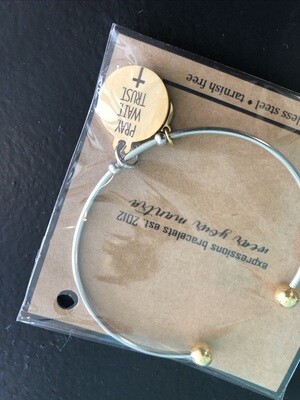 PRAY
WAIT
TRUST
less steel • tarnish free
wear your mantra
expressions bracelets est. 2012